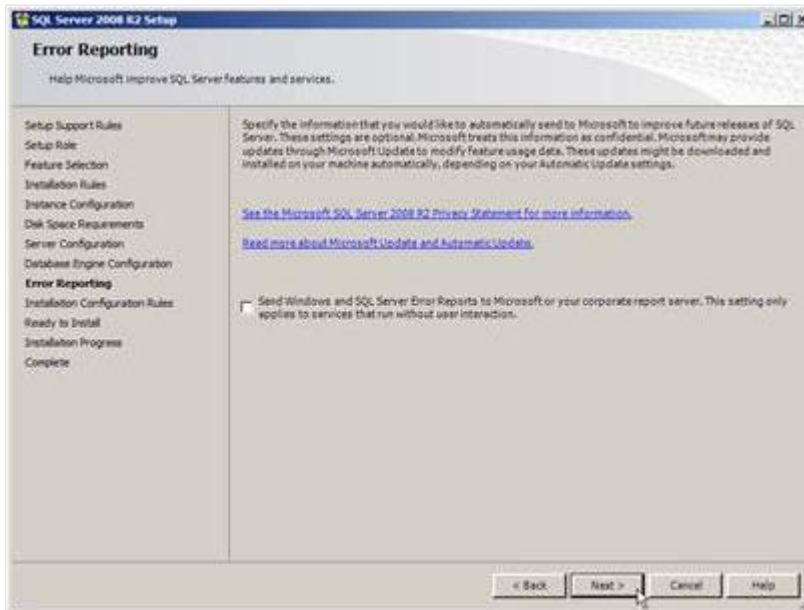 SQL Server 2008 R2 Setup
Error Reporting
Help Microsoft improve SQL Server features and services.
Setup Support Rules
Setup Role
Feature Selection
Installation Rules
Instance Configuration
Disk Space Requirements
Server Configuration
Database Engine Configuration
Error Reporting
Installation Configuration Rules
Ready to Install
Installation Progress
Complete
Specify the information that you would like to automatically send to Microsoft to improve future releases of SQL
Server. These settings are optional. Microsoft treats this information as confidential. Microsoft may provide
updates through Microsoft Update to modify feature usage data. These updates might be downloaded and
installed on your machine automatically, depending on your Automatic Update settings.
See the Microsoft SQL Server 2008 R2 Privacy Statement for more information.
Read more about Microsoft Update and Automatic Update.
Send Windows and SQL Server Error Reports to Microsoft or your corporate report server. This setting only
applies to services that run without user interaction.
< Back
Next >
Cancel
Help